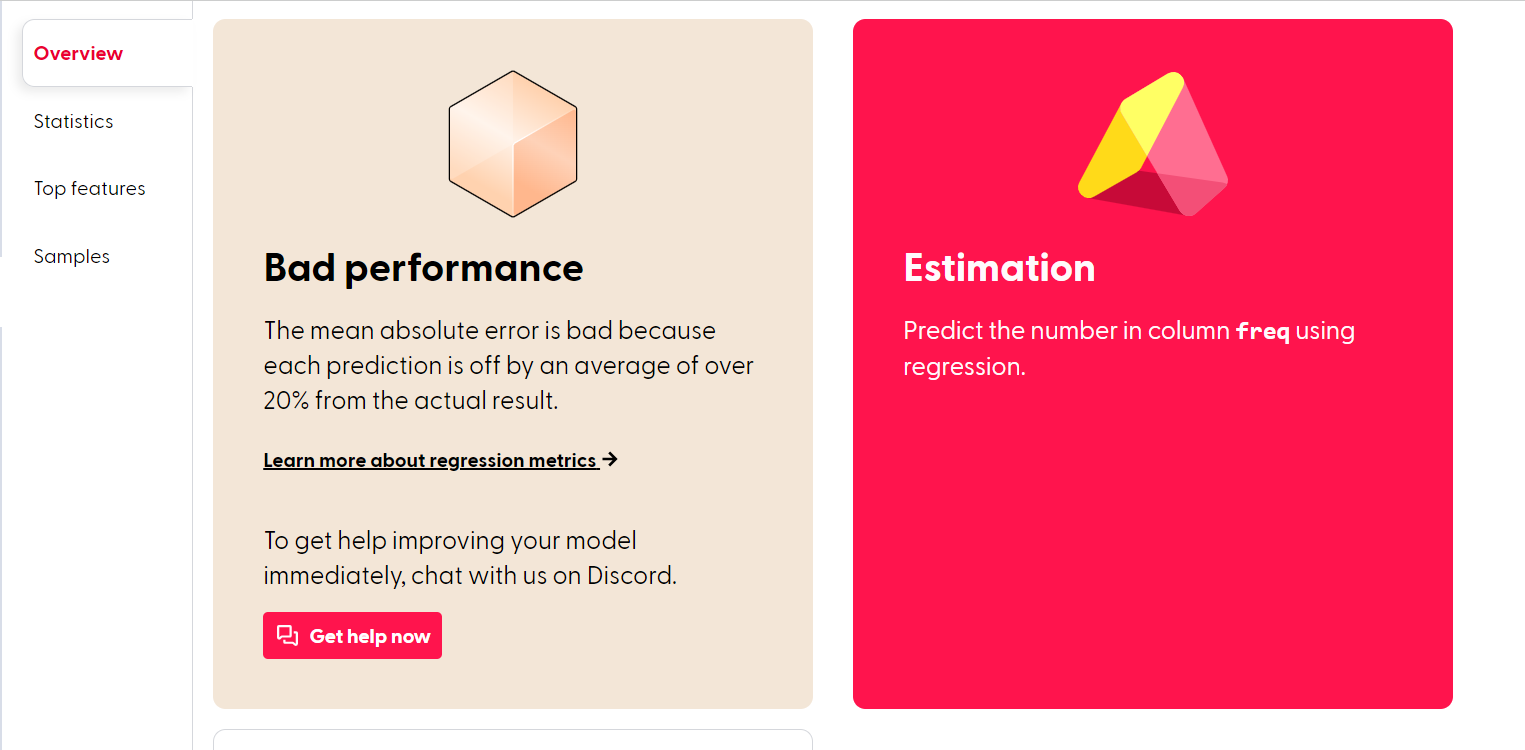 Overview
Statistics
Top features
Samples
Bad performance
The mean absolute error is bad because
each prediction is off by an average of over
20% from the actual result.
Learn more about regression metrics →
To get help improving your model
immediately, chat with us on Discord.
Get help now
Estimation
Predict the number in column freq using
regression.